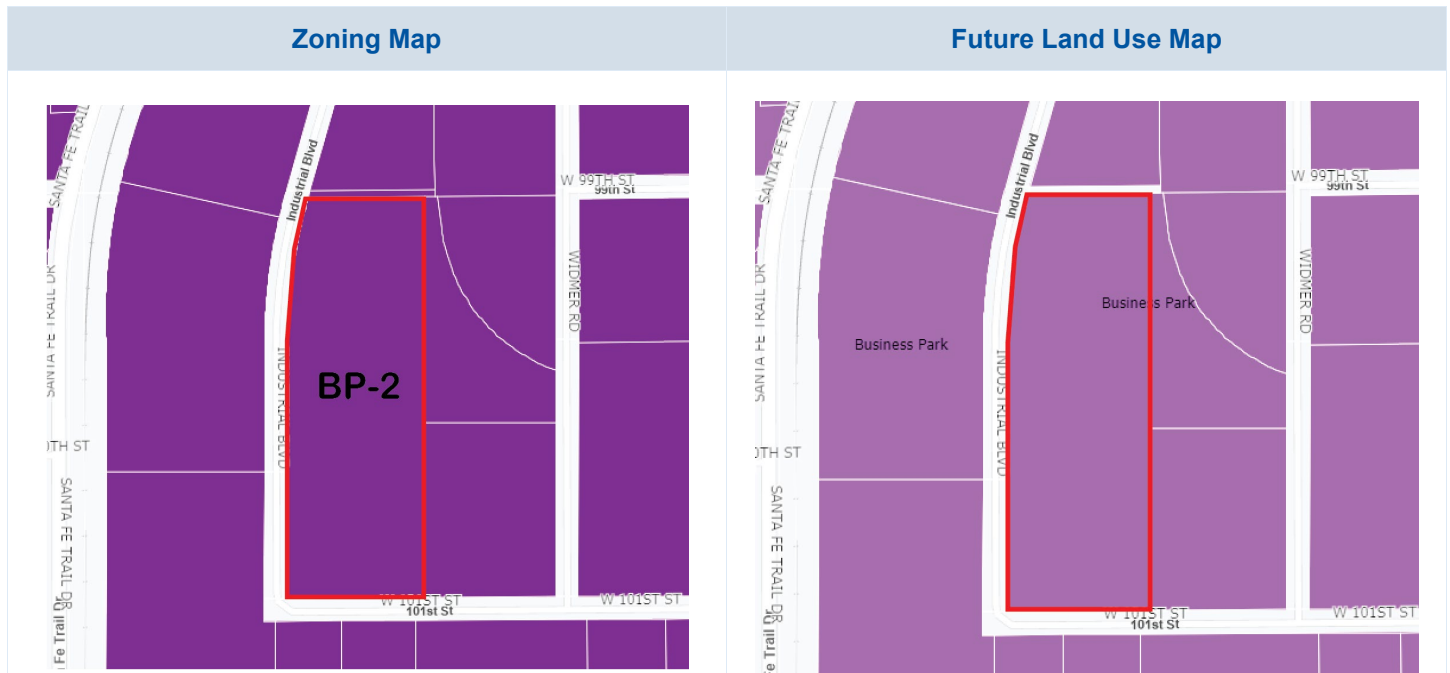 Zoning Map
Future Land Use Map
SANTA FE TRAIL
Industrial Blvd
W 99TH ST
99th St
WIDMER RD
SANTA FE TRAIL DR
INDUSTRIAL BLVD
BP-2
0TH ST
SANTA FE TRAIL DR
Fe Trail Dr
W 101ST ST
101st St
W 101ST ST
SANTA FE TRAIL
Industrial Blvd
W 99TH ST
99th St
WIDMER RD
Business Park
Business Park
SANTA FE TRAIL DR
INDUSTRIAL BLVD
0TH ST
SANTA FE TRAIL DR
Fe Trail Dr
W 101ST ST
101st St
W 101ST ST